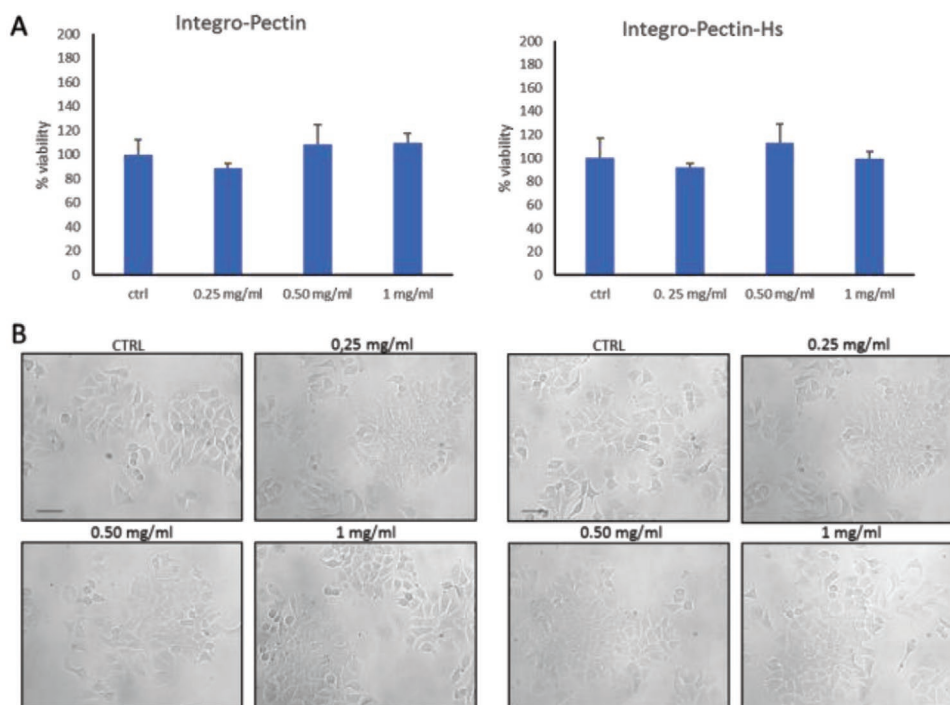 A
Integro-Pectin
200
180
160
140
120
100
80
60
40
20
0
% viability
ctrl 0.25 mg/ml 0.50 mg/ml 1 mg/ml
Integro-Pectin-Hs
200
180
160
140
120
100
80
60
40
20
0
% viability
ctrl 0. 25 mg/ml 0.50 mg/ml 1 mg/ml
B
CTRL 0,25 mg/ml CTRL 0.25 mg/ml
0.50 mg/ml 1 mg/ml 0.50 mg/ml 1 mg/ml